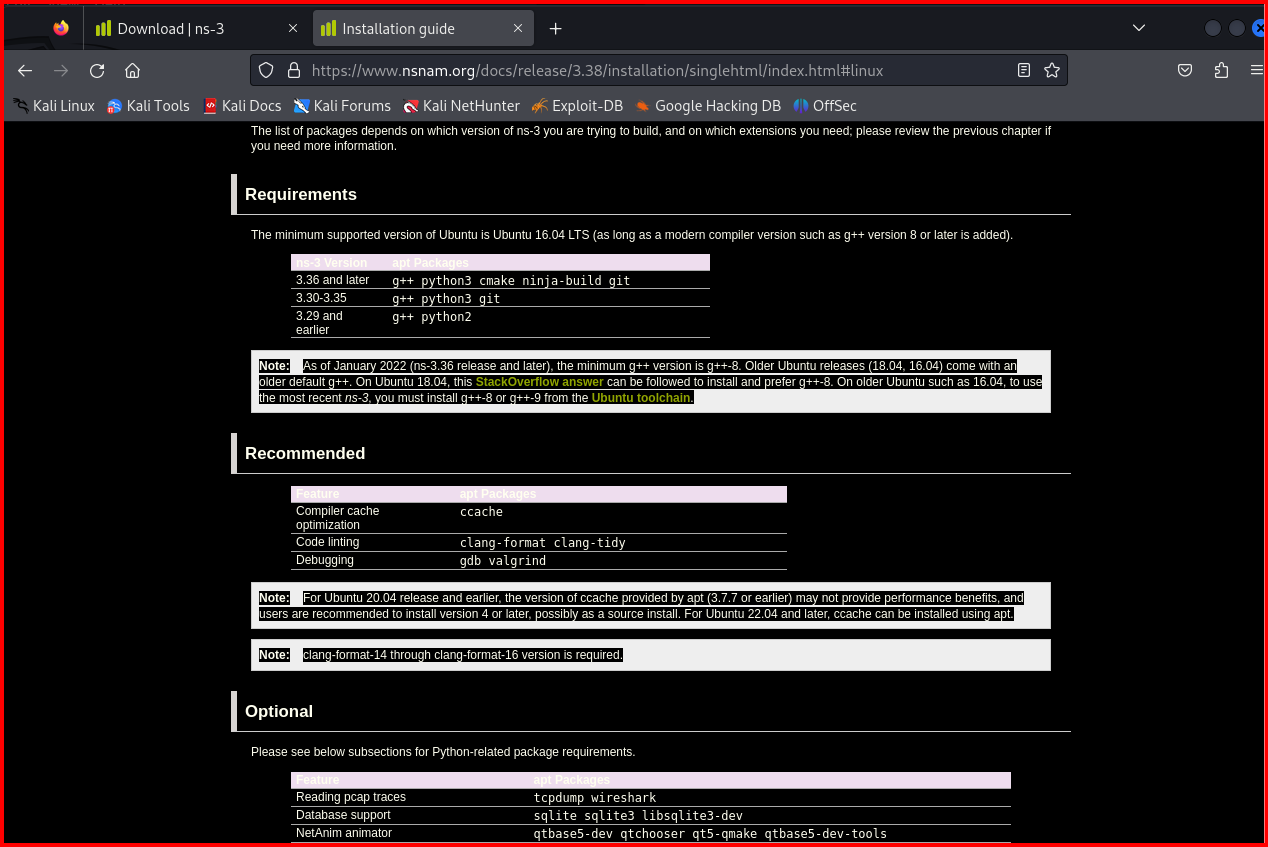 Download | ns-3
Installation guide
https://www.nsnam.org/docs/release/3.38/installation/singlehtml/index.html#linux
Kali Linux Kali Tools Kali Docs Kali Forums Kali NetHunter Exploit-DB Google Hacking DB OffSec
The list of packages depends on which version of ns-3 you are trying to build, and on which extensions you need; please review the previous chapter if
you need more information.
Requirements
The minimum supported version of Ubuntu is Ubuntu 16.04 LTS (as long as a modern compiler version such as g++ version 8 or later is added).
ns-3 Version apt Packages
3.36 and later g++ python3 cmake ninja-build git
3.30-3.35 g++ python3 git
3.29 and g++ python2
earlier
Note: As of January 2022 (ns-3.36 release and later), the minimum g++ version is g++-8. Older Ubuntu releases (18.04, 16.04) come with an
older default g++. On Ubuntu 18.04, this StackOverflow answer can be followed to install and prefer g++-8. On older Ubuntu such as 16.04, to use
the most recent ns-3, you must install g++-8 or g++-9 from the Ubuntu toolchain.
Recommended
Feature apt Packages
Compiler cache ccache
optimization
Code linting clang-format clang-tidy
Debugging gdb valgrind
Note: For Ubuntu 20.04 release and earlier, the version of ccache provided by apt (3.7.7 or earlier) may not provide performance benefits, and
users are recommended to install version 4 or later, possibly as a source install. For Ubuntu 22.04 and later, ccache can be installed using apt.
Note: clang-format-14 through clang-format-16 version is required.
Optional
Please see below subsections for Python-related package requirements.
Feature apt Packages
Reading pcap traces tcpdump wireshark
Database support sqlite sqlite3 libsqlite3-dev
NetAnim animator qtbase5-dev qtchooser qt5-qmake qtbase5-dev-tools